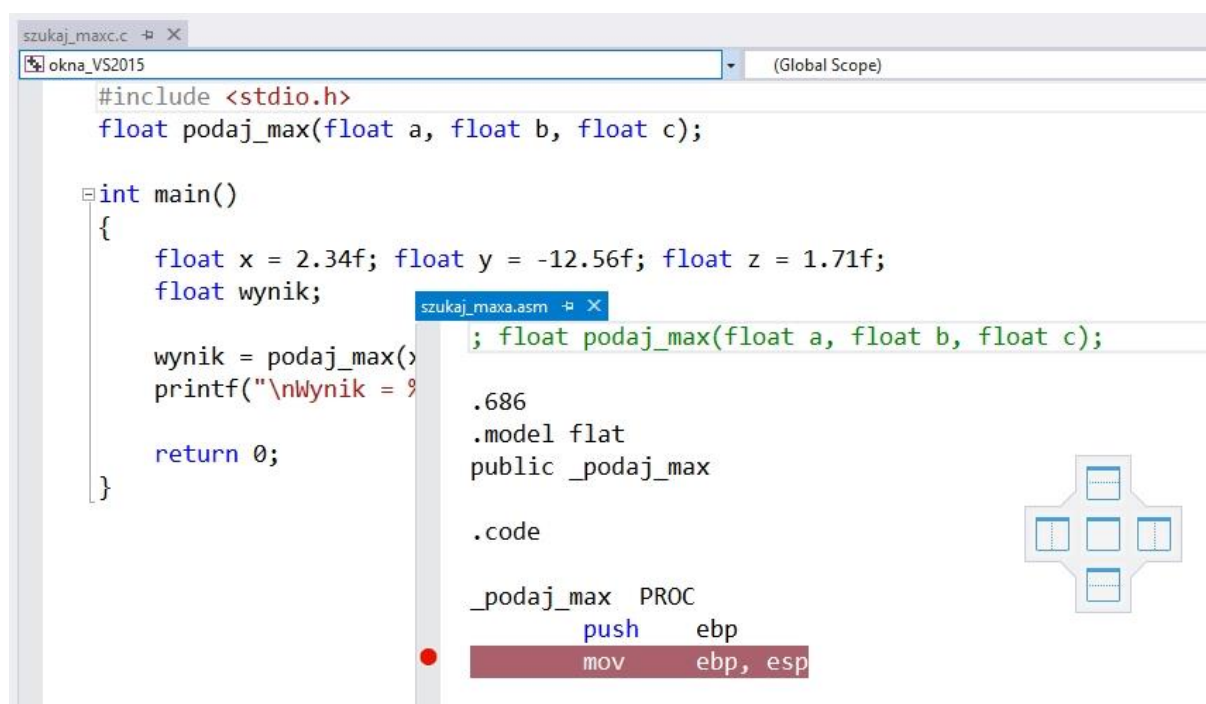 szukaj_maxc.c
okna_VS2015
(Global Scope)
#include <stdio.h>
float podaj_max(float a, float b, float c);
int main()
{
float x = 2.34f; float y = -12.56f; float z = 1.71f;
float wynik;
wynik = podaj_max(
printf("\nWynik =
return 0;
}
szukaj_maxa.asm
; float podaj_max(float a, float b, float c);
.686
.model flat
public _podaj_max
.code
_podaj_max PROC
push ebp
mov ebp, esp